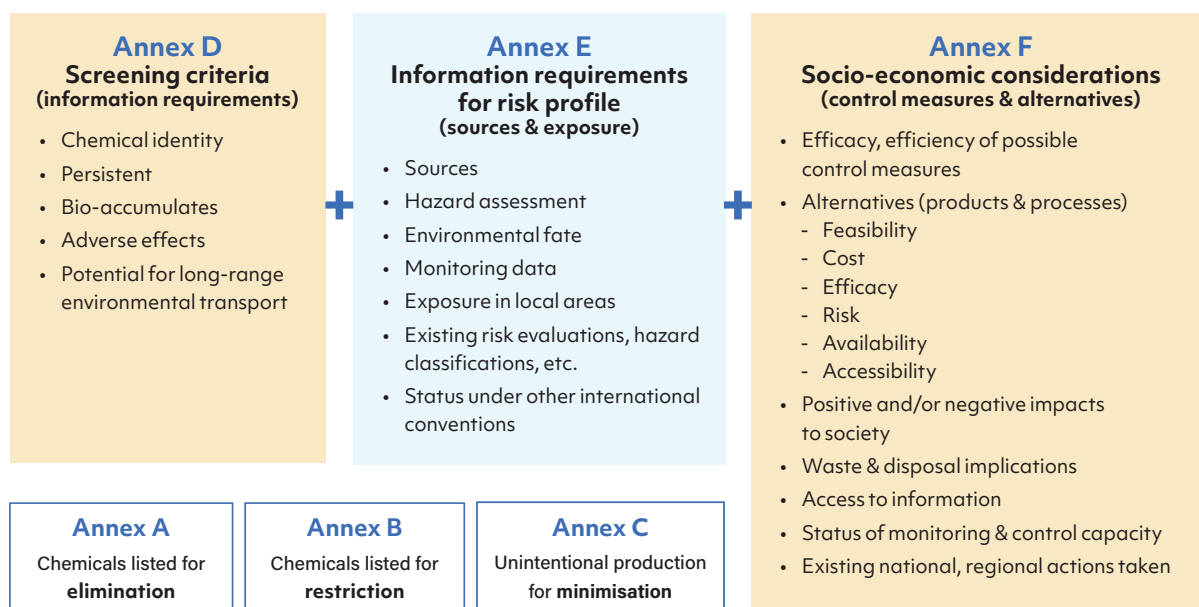 Annex D
Screening criteria
(information requirements)
• Chemical identity
• Persistent
• Bio-accumulates
• Adverse effects
• Potential for long-range
environmental transport
+
Annex E
Information requirements
for risk profile
(sources & exposure)
• Sources
• Hazard assessment
• Environmental fate
• Monitoring data
• Exposure in local areas
• Existing risk evaluations, hazard
classifications, etc.
• Status under other international
conventions
+
Annex F
Socio-economic considerations
(control measures & alternatives)
• Efficacy, efficiency of possible
control measures
• Alternatives (products & processes)
- Feasibility
- Cost
- Efficacy
- Risk
- Availability
- Accessibility
• Positive and/or negative impacts
to society
• Waste & disposal implications
• Access to information
• Status of monitoring & control capacity
• Existing national, regional actions taken
Annex A
Chemicals listed for
elimination
Annex B
Chemicals listed for
restriction
Annex C
Unintentional production
for minimisation